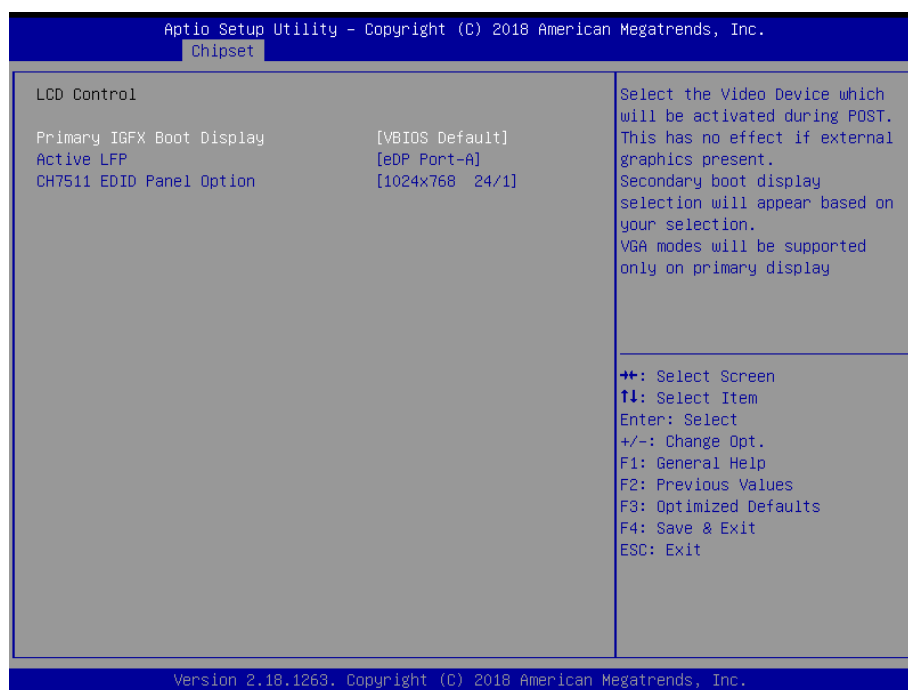 Aptio Setup Utility – Copyright (C) 2018 American Megatrends, Inc.
Chipset
LCD Control
Primary IGFX Boot Display [VBIOS Default]
Active LFP [eDP Port-A]
CH7511 EDID Panel Option [1024x768 24/1]
Select the Video Device which
will be activated during POST.
This has no effect if external
graphics present.
Secondary boot display
selection will appear based on
your selection.
VGA modes will be supported
only on primary display
→←: Select Screen
↑↓: Select Item
Enter: Select
+/-: Change Opt.
F1: General Help
F2: Previous Values
F3: Optimized Defaults
F4: Save & Exit
ESC: Exit
Version 2.18.1263. Copyright (C) 2018 American Megatrends, Inc.